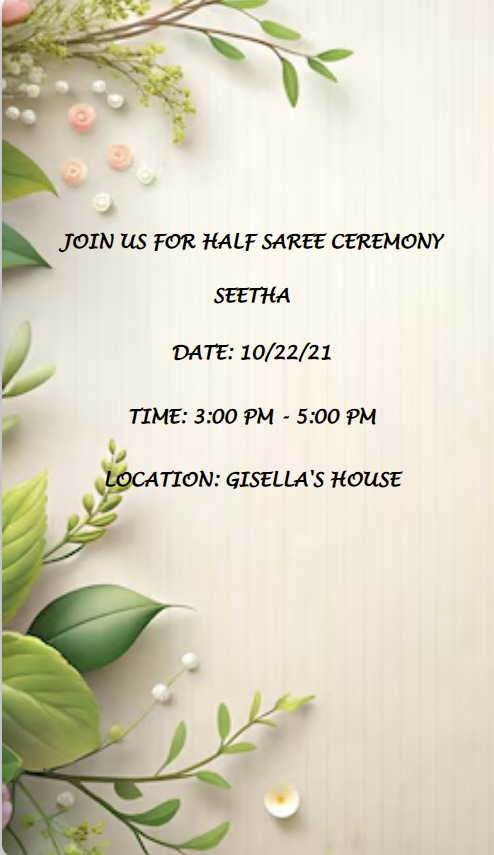 JOIN US FOR HALF SAREE CEREMONY
SEETHA
DATE: 10/22/21
TIME: 3:00 PM - 5:00 PM
LOCATION: GISELLA'S HOUSE